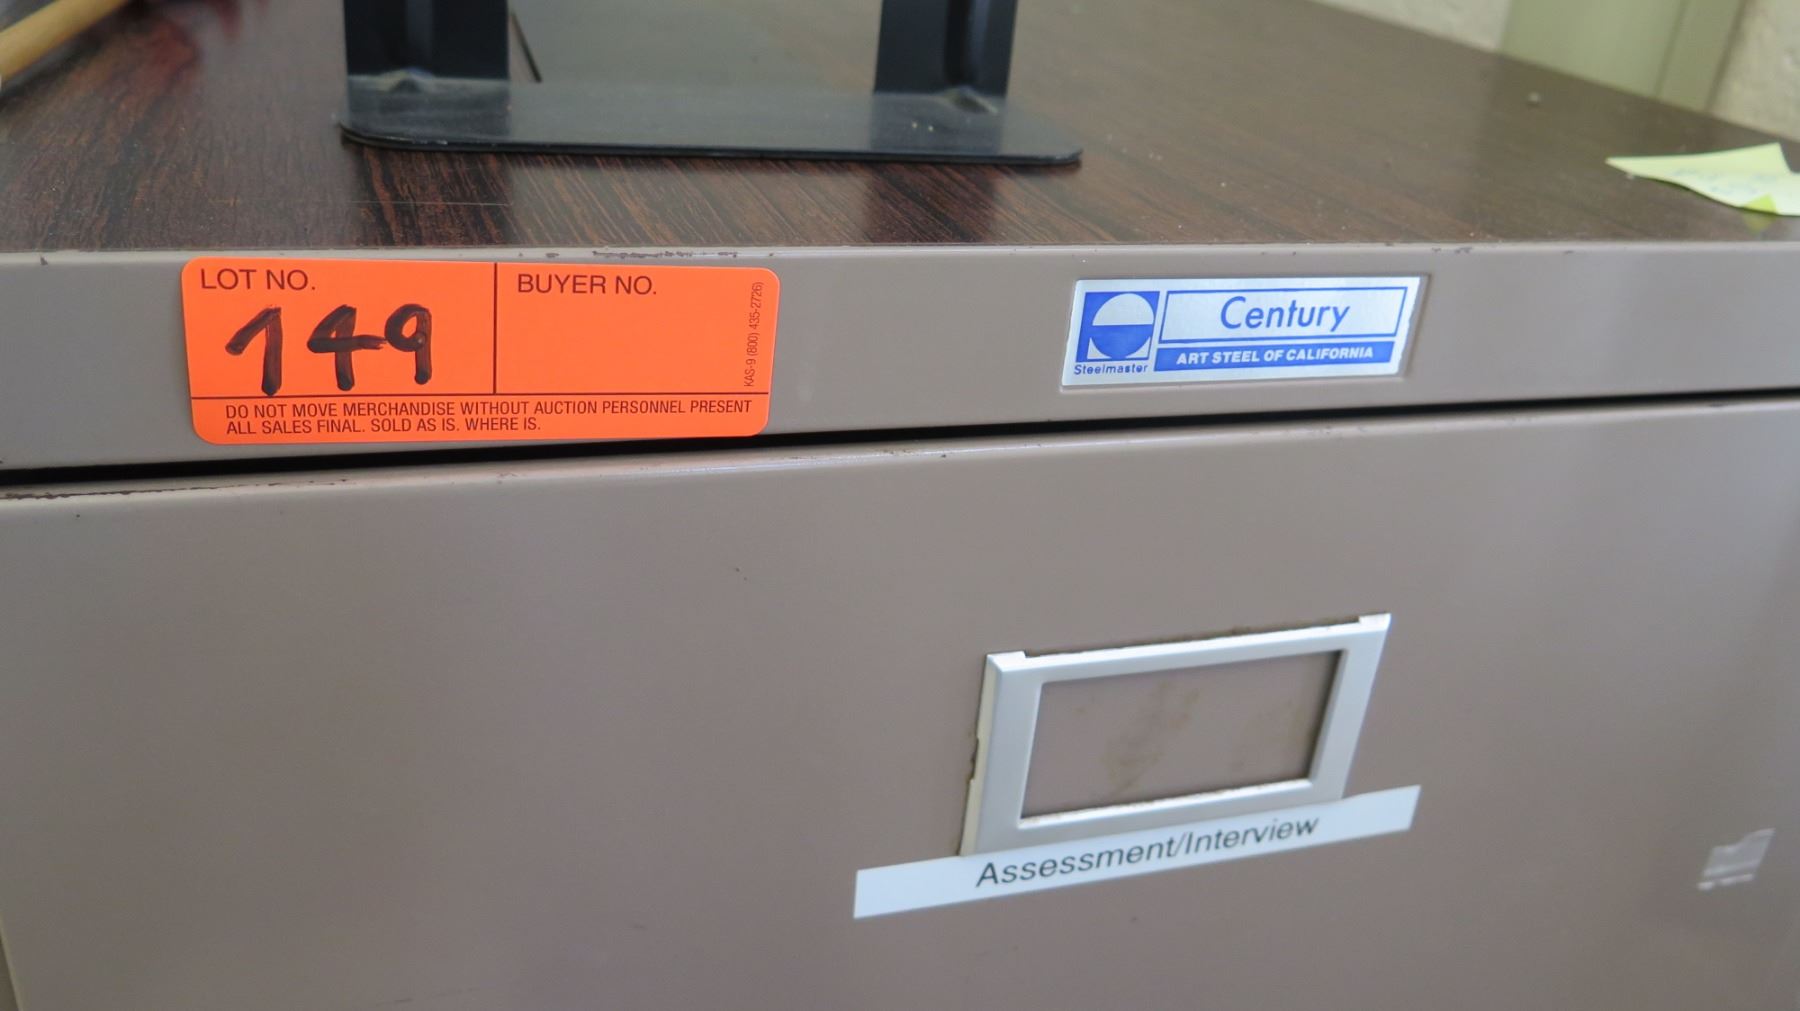 LOT NO.
149
BUYER NO.
KAS-9 (800) 435-2726)
DO NOT MOVE MERCHANDISE WITHOUT AUCTION PERSONNEL PRESENT
ALL SALES FINAL. SOLD AS IS. WHERE IS.
Century
ART STEEL OF CALIFORNIA
Steelmaster
Assessment/Interview